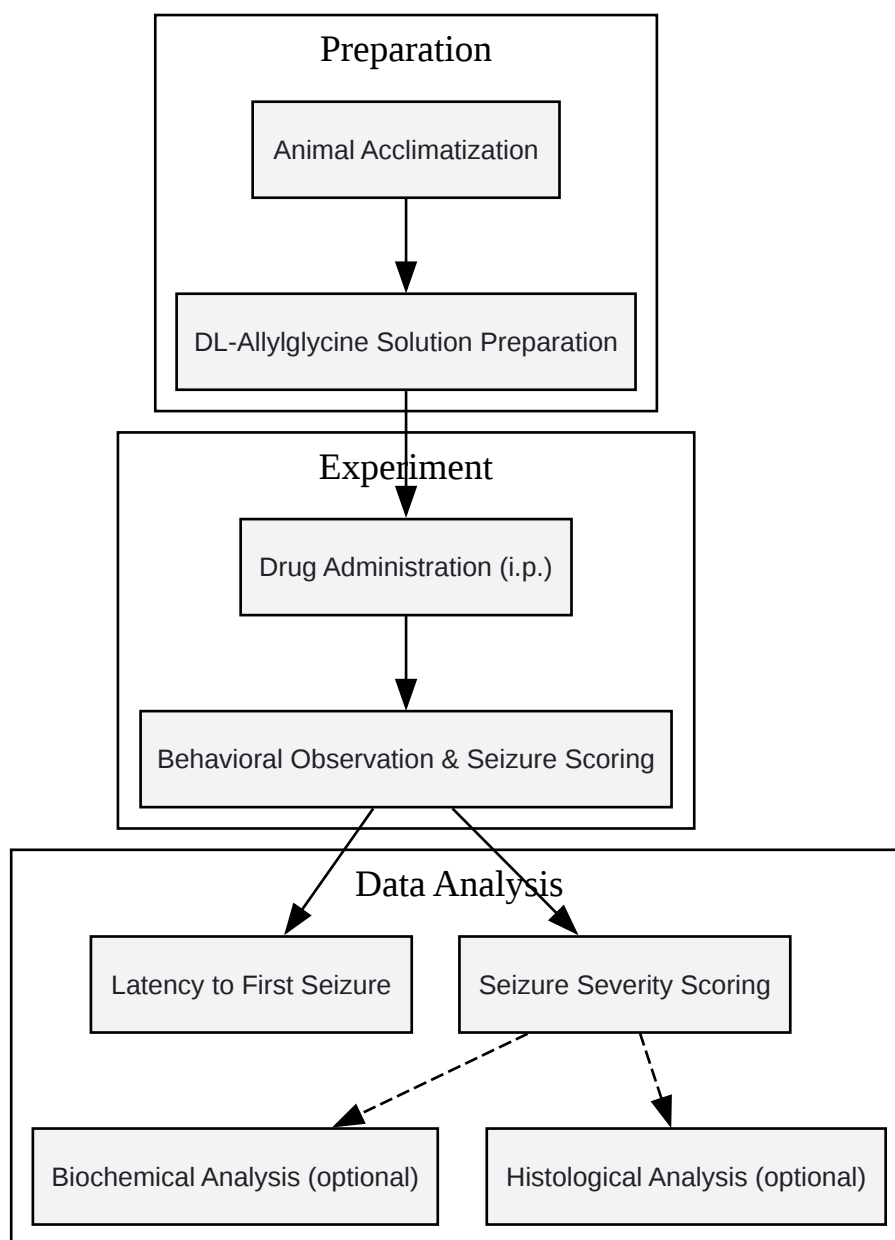 Preparation
Animal Acclimatization
DL-Allylglycine Solution Preparation
Experiment
Drug Administration (i.p.)
Behavioral Observation & Seizure Scoring
Data Analysis
Latency to First Seizure
Seizure Severity Scoring
Biochemical Analysis (optional)
Histological Analysis (optional)